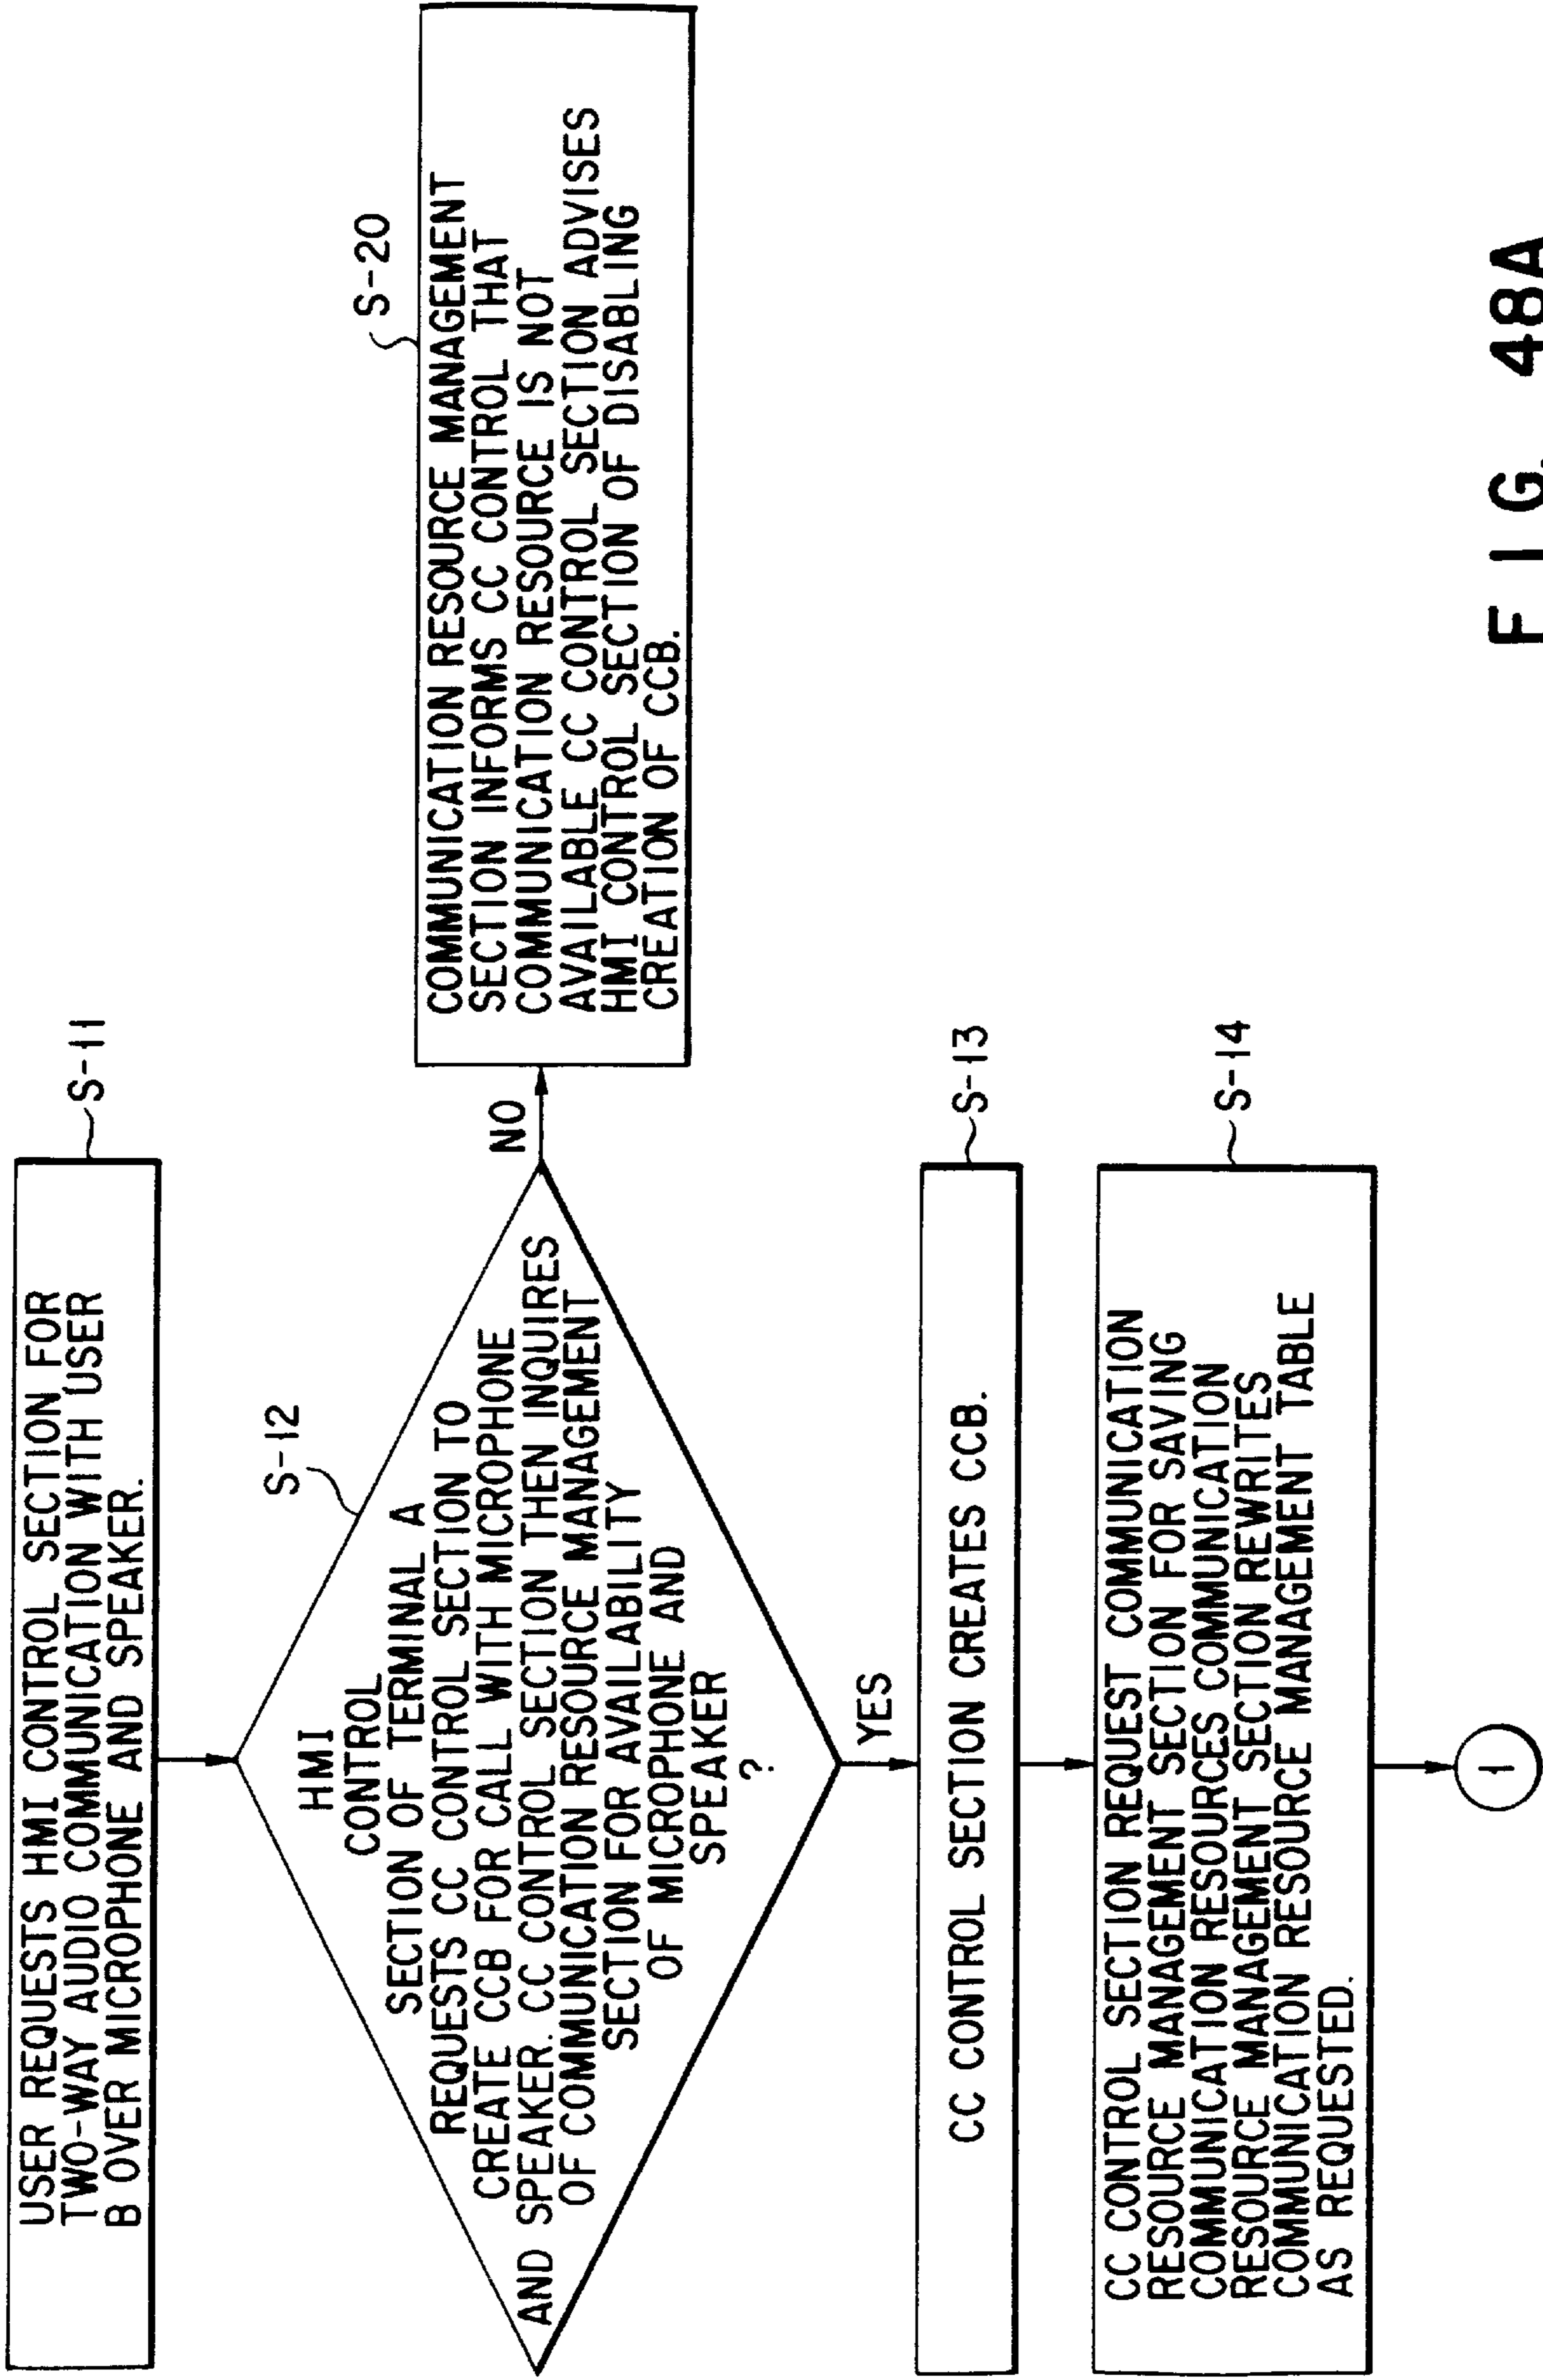 USER REQUESTS HMI CONTROL SECTION FOR
TWO-WAY AUDIO COMMUNICATION WITH USER
B OVER MICROPHONE AND SPEAKER.
S-11
S-12
HMI
CONTROL
SECTION OF TERMINAL A
REQUESTS CC CONTROL SECTION TO
CREATE CCB FOR CALL WITH MICROPHONE
AND SPEAKER. CC CONTROL SECTION THEN INQUIRES
OF COMMUNICATION RESOURCE MANAGEMENT
SECTION FOR AVAILABILITY
OF MICROPHONE AND
SPEAKER
?
NO
S-20
COMMUNICATION RESOURCE MANAGEMENT
SECTION INFORMS CC CONTROL THAT
COMMUNICATION RESOURCE IS NOT
AVAILABLE CC CONTROL SECTION ADVISES
HMI CONTROL SECTION OF DISABLING
CREATION OF CCB.
YES
CC CONTROL SECTION CREATES CCB.
S-13
CC CONTROL SECTION REQUEST COMMUNICATION
RESOURCE MANAGEMENT SECTION FOR SAVING
COMMUNICATION RESOURCES COMMUNICATION
RESOURCE MANAGEMENT SECTION REWRITES
COMMUNICATION RESOURCE MANAGEMENT TABLE
AS REQUESTED.
S-14
1
FIG. 48A